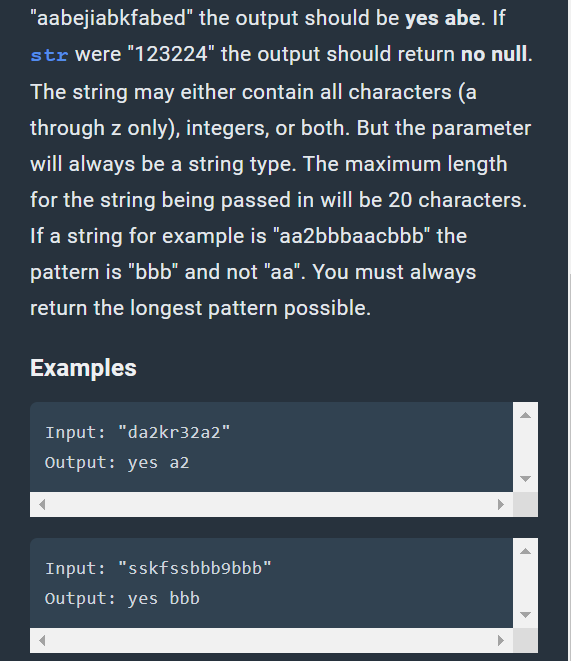 "aabejiabkfabed" the output should be yes abe. If
str were "123224" the output should return no null.
The string may either contain all characters (a
through z only), integers, or both. But the parameter
will always be a string type. The maximum length
for the string being passed in will be 20 characters.
If a string for example is "aa2bbbaacbbb" the
pattern is "bbb" and not "aa". You must always
return the longest pattern possible.
Examples
Input: "da2kr32a2"
Output: yes a2
Input: "sskfssbbb9bbb"
Output: yes bbb